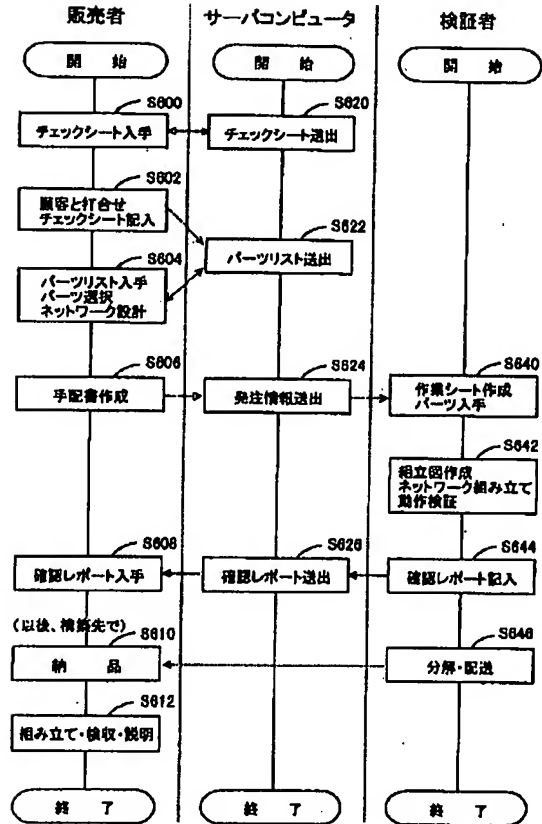 販売者
サーバコンピュータ
検証者
開 始
開 始
開 始
S600
チェックシート入手
S620
チェックシート送出
S602
顧客と打合せ
チェックシート記入
S622
パーツリスト送出
S604
パーツリスト入手
パーツ選択
ネットワーク設計
S606
手配書作成
S624
発注情報送出
S640
作業シート作成
パーツ入手
S642
組立図作成
ネットワーク組み立て
動作検証
S608
確認レポート入手
S626
確認レポート送出
S644
確認レポート記入
(以後、構築先で)
S610
納 品
S646
分解・配送
S612
組み立て・検収・説明
終 了
終 了
終 了